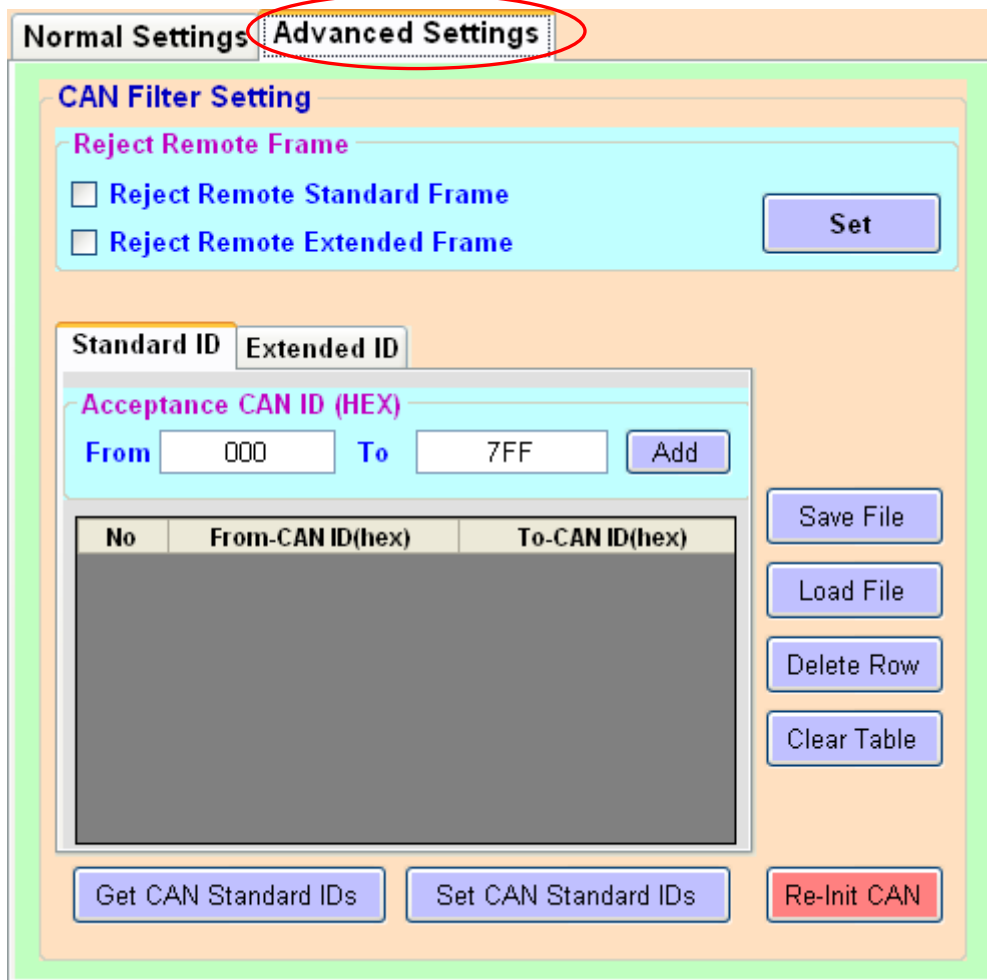 Normal Settings Advanced Settings
CAN Filter Setting
Reject Remote Frame
Reject Remote Standard Frame
Reject Remote Extended Frame
Set
Standard ID Extended ID
Acceptance CAN ID (HEX)
From 000 To 7FF Add
No From-CAN ID(hex) To-CAN ID(hex)
Save File
Load File
Delete Row
Clear Table
Get CAN Standard IDs Set CAN Standard IDs Re-Init CAN